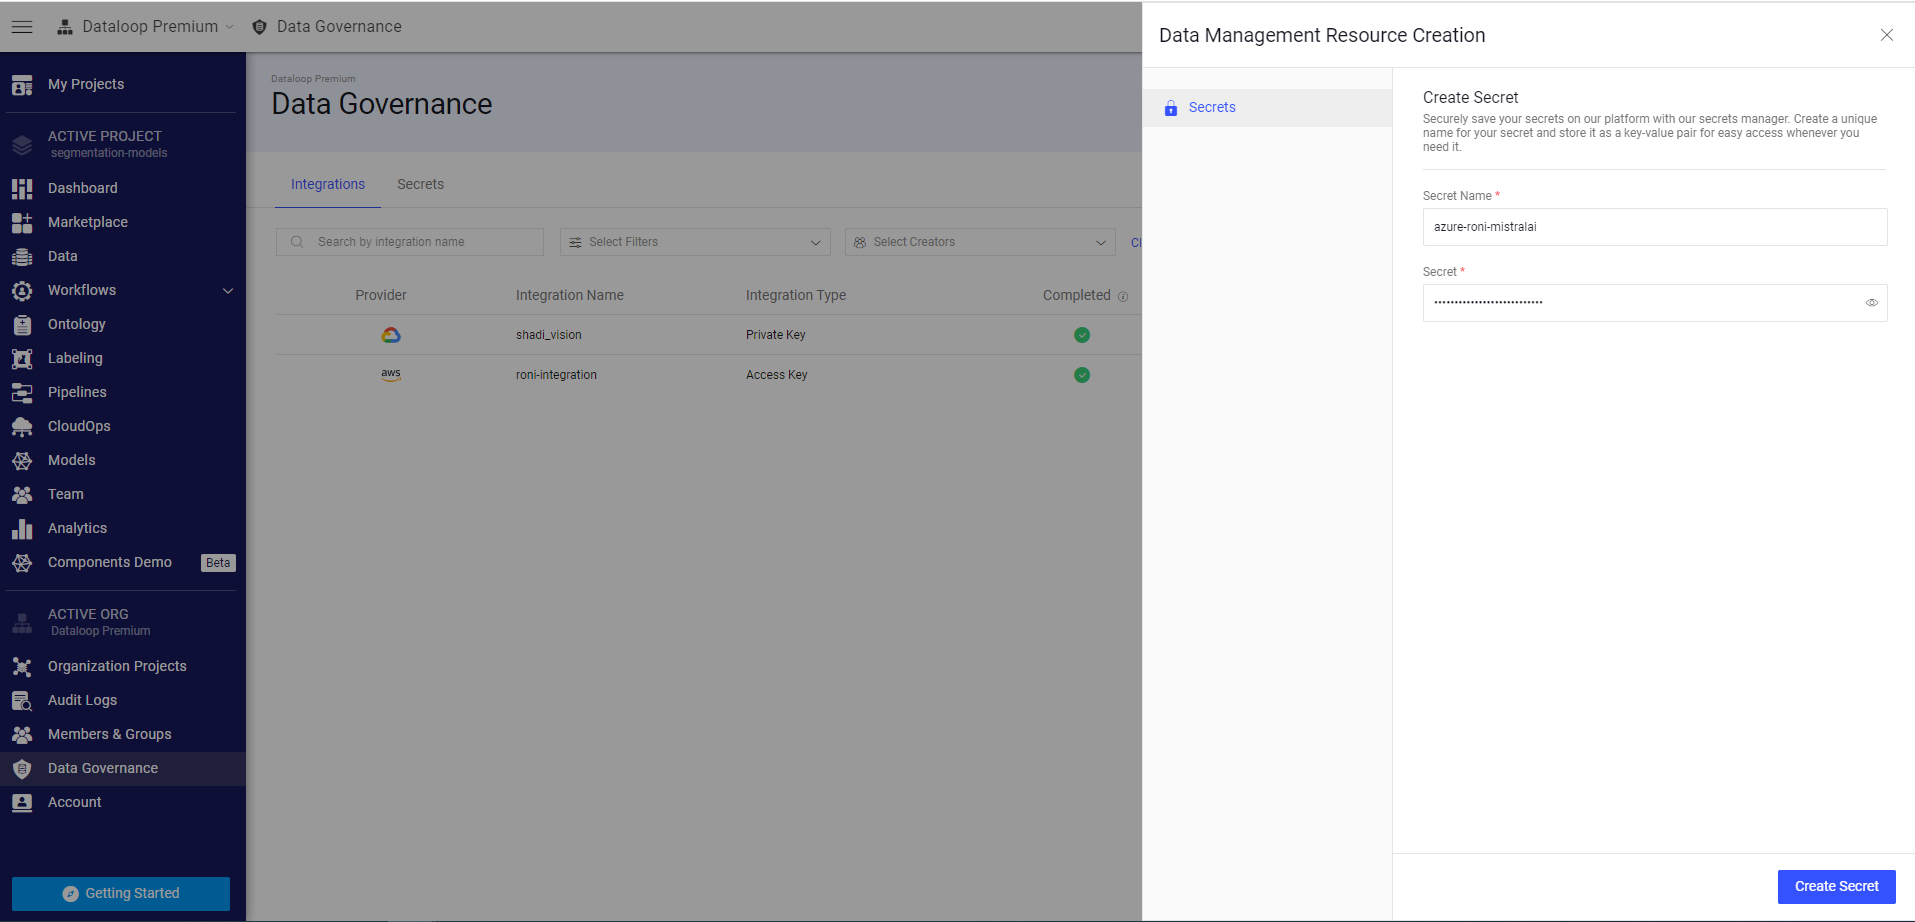 Dataloop Premium
Data Governance
My Projects
ACTIVE PROJECT
segmentation-models
Dashboard
Marketplace
Data
Workflows
Ontology
Labeling
Pipelines
CloudOps
Models
Team
Analytics
Components Demo
Beta
ACTIVE ORG
Dataloop Premium
Organization Projects
Audit Logs
Members & Groups
Data Governance
Account
Getting Started
Dataloop Premium
Data Governance
Integrations
Secrets
Search by integration name
Select Filters
Select Creators
Cl
Provider
Integration Name
Integration Type
Completed
shadi_vision
Private Key
aws
roni-integration
Access Key
Data Management Resource Creation
Secrets
Create Secret
Securely save your secrets on our platform with our secrets manager. Create a unique
name for your secret and store it as a key-value pair for easy access whenever you
need it.
Secret Name *
azure-roni-mistralai
Secret *
Create Secret